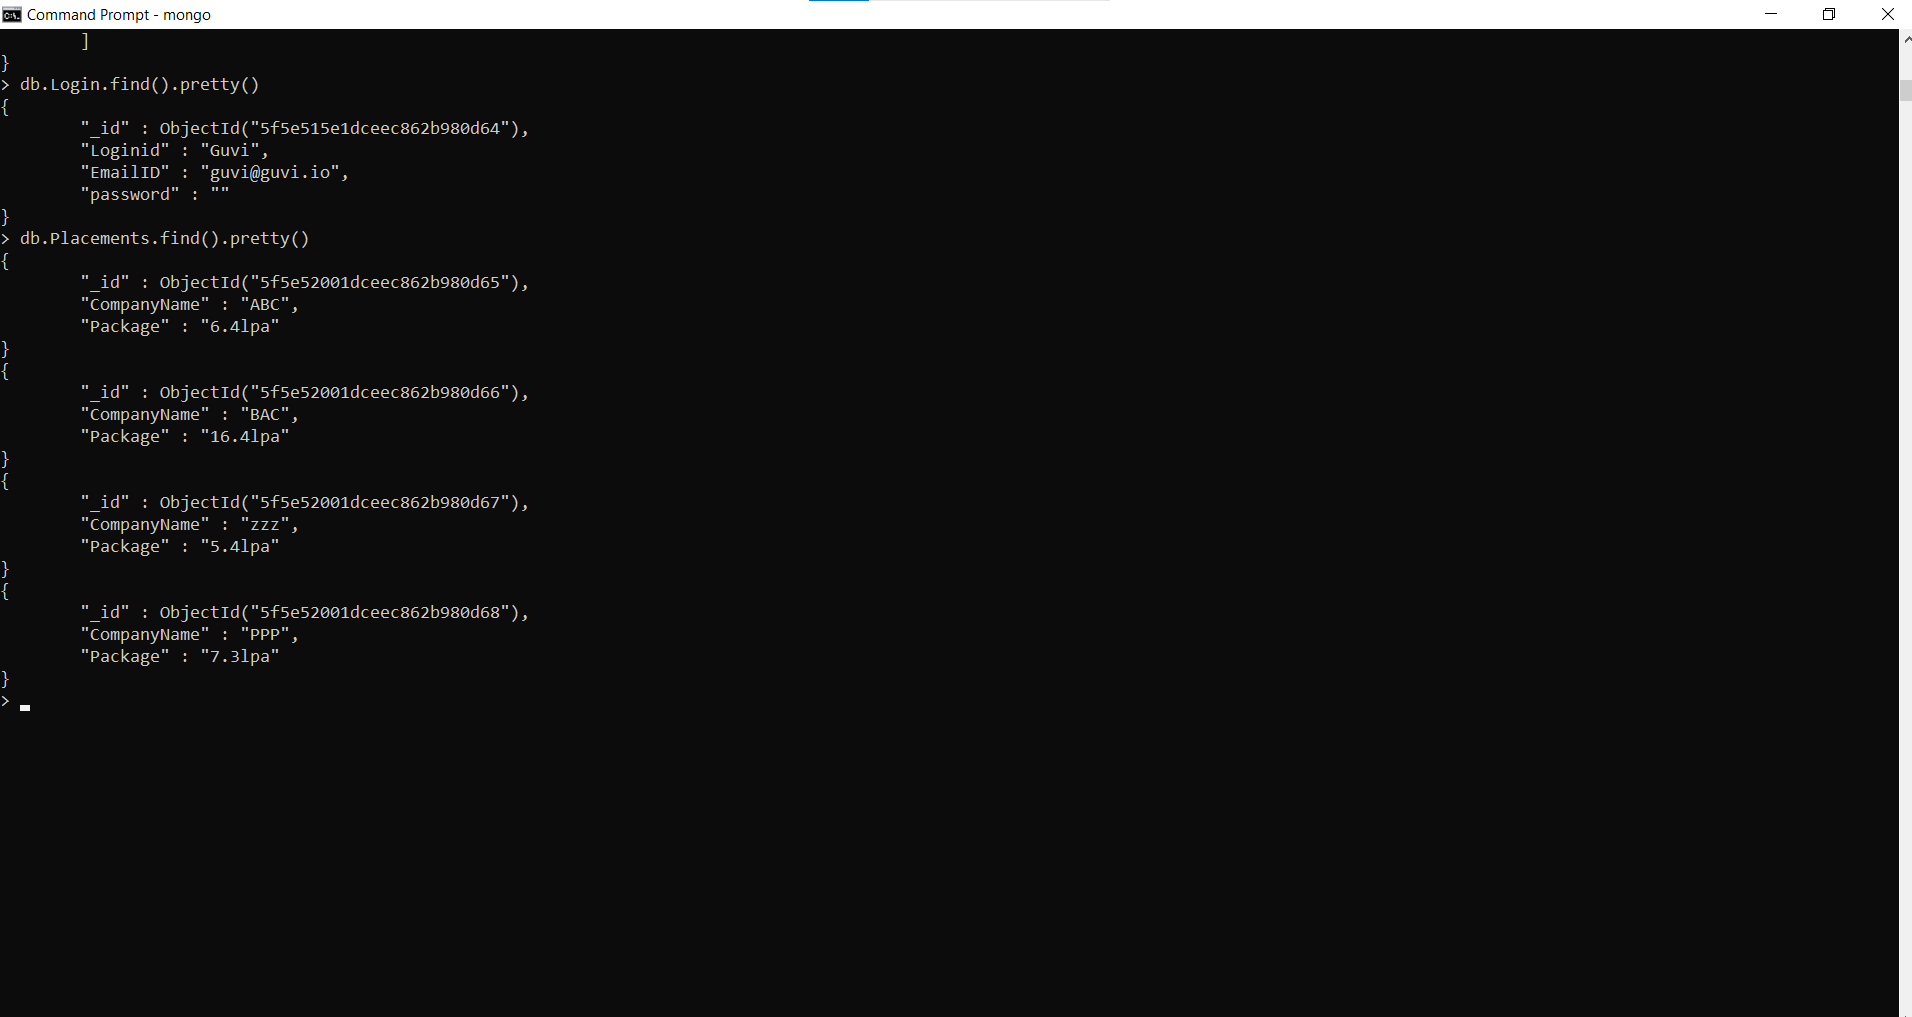 Command Prompt - mongo
        ]
}
> db.Login.find().pretty()
{
        "_id" : ObjectId("5f5e515e1dceec862b980d64"),
        "Loginid" : "Guvi",
        "EmailID" : "guvi@guvi.io",
        "password" : ""
}
> db.Placements.find().pretty()
{
        "_id" : ObjectId("5f5e52001dceec862b980d65"),
        "CompanyName" : "ABC",
        "Package" : "6.4lpa"
}
{
        "_id" : ObjectId("5f5e52001dceec862b980d66"),
        "CompanyName" : "BAC",
        "Package" : "16.4lpa"
}
{
        "_id" : ObjectId("5f5e52001dceec862b980d67"),
        "CompanyName" : "zzz",
        "Package" : "5.4lpa"
}
{
        "_id" : ObjectId("5f5e52001dceec862b980d68"),
        "CompanyName" : "PPP",
        "Package" : "7.3lpa"
}
>